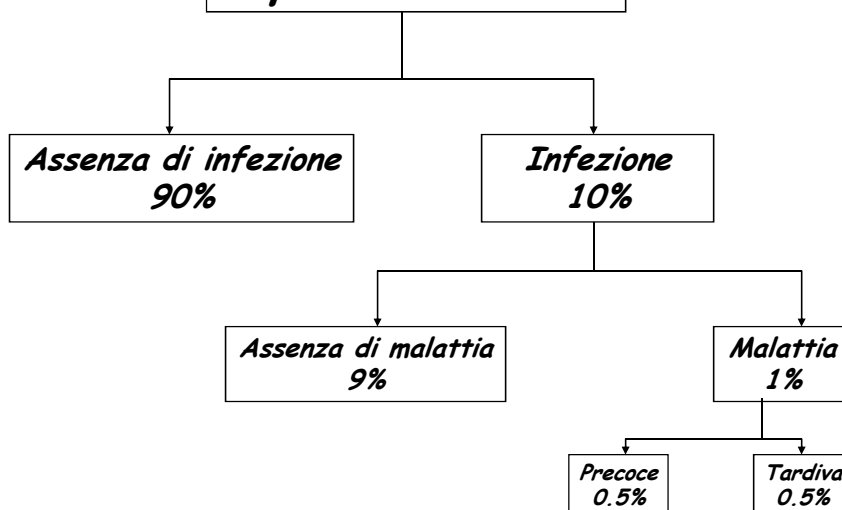 Assenza di infezione
90%
Infezione
10%
Assenza di malattia
9%
Malattia
1%
Precoce
0.5%
Tardiva
0.5%